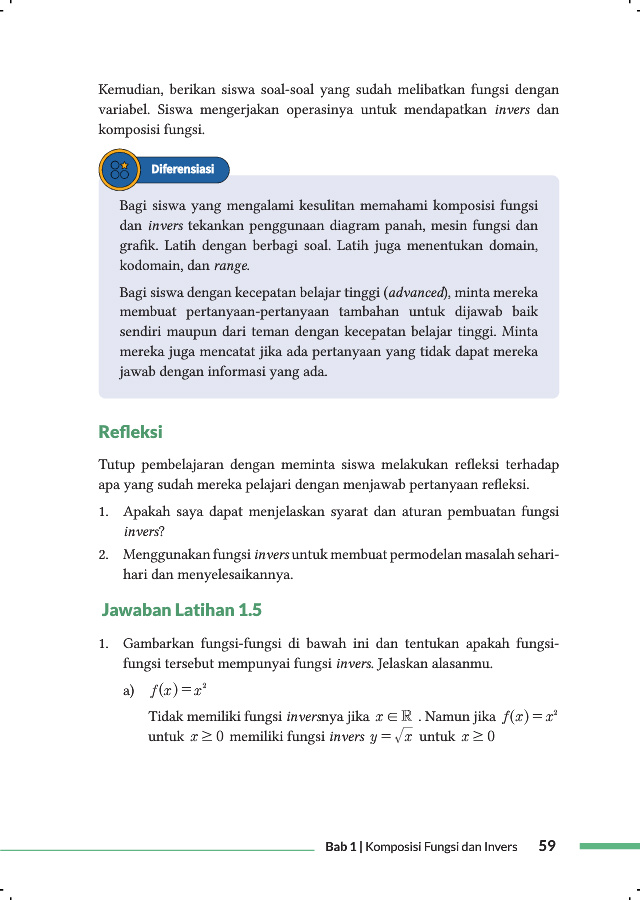 Kemudian, berikan siswa soal-soal yang sudah melibatkan fungsi dengan
variabel. Siswa mengerjakan operasinya untuk mendapatkan invers dan
komposisi fungsi.
Diferensiasi
Bagi siswa yang mengalami kesulitan memahami komposisi fungsi
dan invers tekankan penggunaan diagram panah, mesin fungsi dan
grafik. Latih dengan berbagi soal. Latih juga menentukan domain,
kodomain, dan range.
Bagi siswa dengan kecepatan belajar tinggi (advanced), minta mereka
membuat pertanyaan-pertanyaan tambahan untuk dijawab baik
sendiri maupun dari teman dengan kecepatan belajar tinggi. Minta
mereka juga mencatat jika ada pertanyaan yang tidak dapat mereka
jawab dengan informasi yang ada.
Refleksi
Tutup pembelajaran dengan meminta siswa melakukan refleksi terhadap
apa yang sudah mereka pelajari dengan menjawab pertanyaan refleksi.
1. Apakah saya dapat menjelaskan syarat dan aturan pembuatan fungsi
invers?
2. Menggunakan fungsi invers untuk membuat permodelan masalah sehari-
hari dan menyelesaikannya.
Jawaban Latihan 1.5
1. Gambarkan fungsi-fungsi di bawah ini dan tentukan apakah fungsi-
fungsi tersebut mempunyai fungsi invers. Jelaskan alasanmu.
a) f(x) = x²
Tidak memiliki fungsi inversnya jika x ∈ ℝ . Namun jika f(x) = x²
untuk x ≥ 0 memiliki fungsi invers y = √x untuk x ≥ 0
Bab 1 | Komposisi Fungsi dan Invers 59